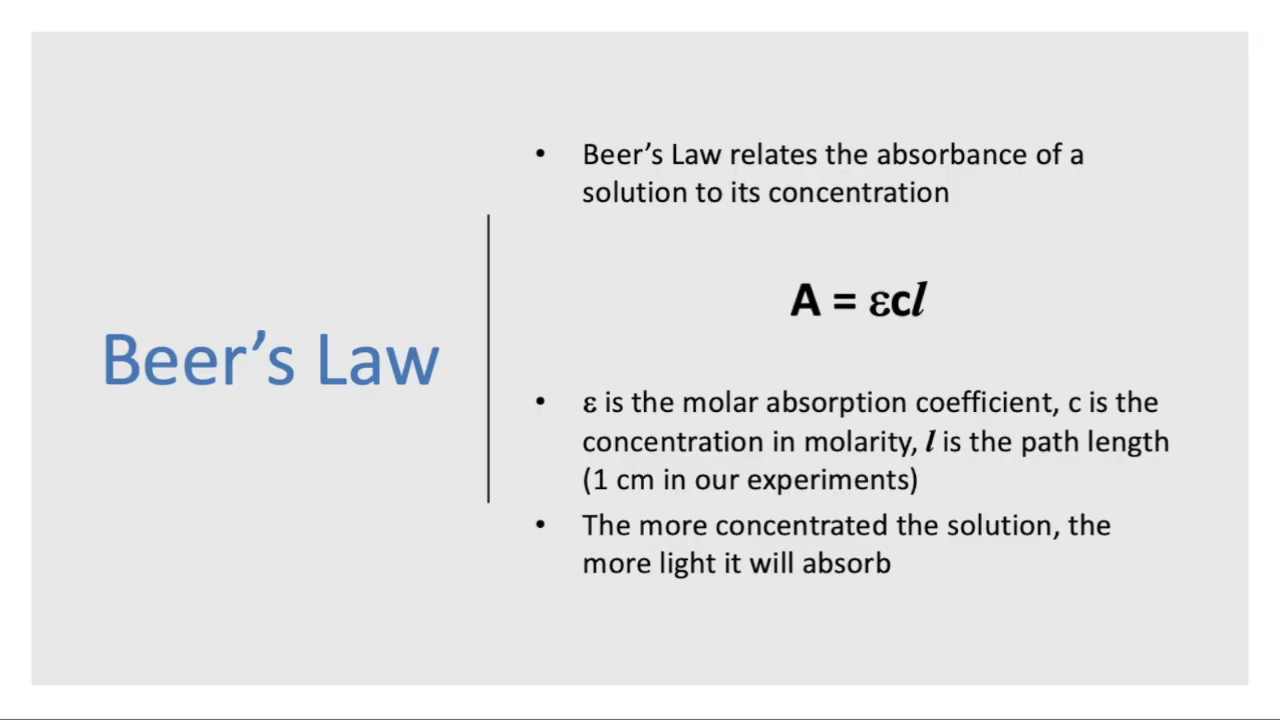 Beer’s Law
• Beer’s Law relates the absorbance of a
solution to its concentration
A = εcl
• ε is the molar absorption coefficient, c is the
concentration in molarity, l is the path length
(1 cm in our experiments)
• The more concentrated the solution, the
more light it will absorb